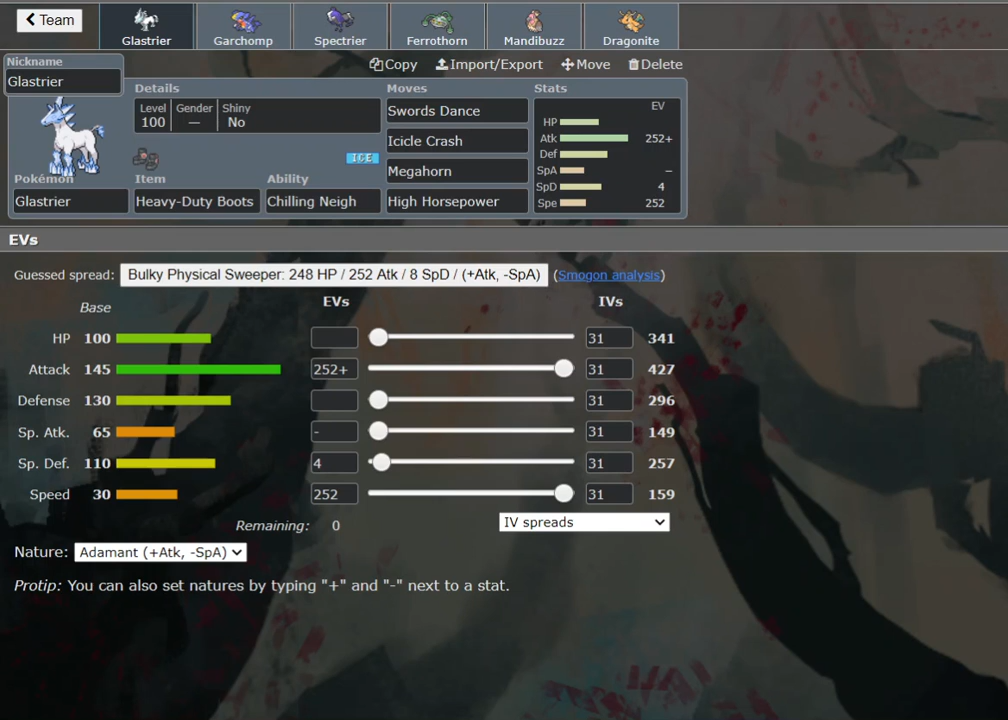 Team
Glastrier Garchomp Spectrier Ferrothorn Mandibuzz Dragonite
Copy Import/Export Move Delete
Nickname
Glastrier
Details Moves Stats
Level Gender Shiny
100 — No
Swords Dance
Icicle Crash
Megahorn
High Horsepower
EV
HP
Atk 252+
Def
SpA –
SpD 4
Spe 252
ICE
Pokémon Item Ability
Glastrier Heavy-Duty Boots Chilling Neigh
EVs
Guessed spread: Bulky Physical Sweeper: 248 HP / 252 Atk / 8 SpD / (+Atk, -SpA) (Smogon analysis)
Base EVs IVs
HP 100 31 341
Attack 145 252+ 31 427
Defense 130 31 296
Sp. Atk. 65 - 31 149
Sp. Def. 110 4 31 257
Speed 30 252 31 159
Remaining: 0 IV spreads
Nature: Adamant (+Atk, -SpA)
Protip: You can also set natures by typing "+" and "-" next to a stat.